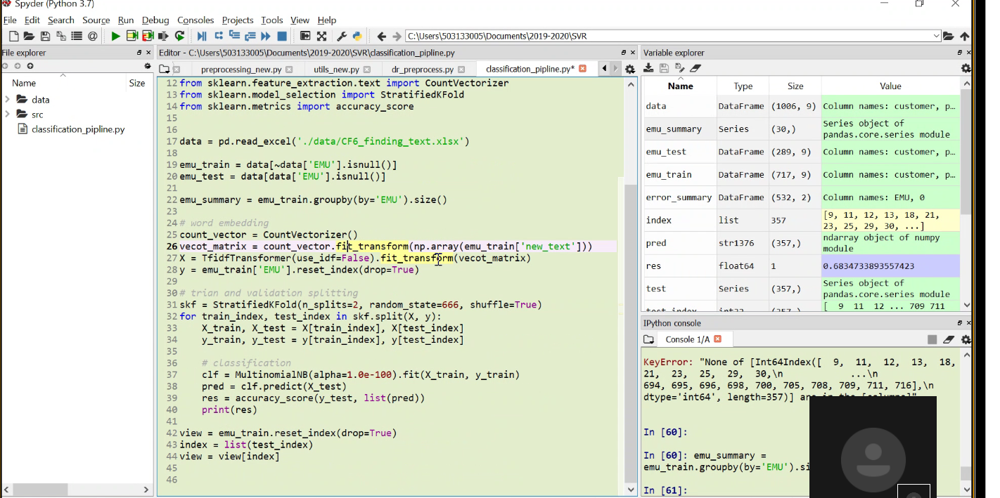 Spyder (Python 3.7)
File Edit Search Source Run Debug Consoles Projects Tools View Help
C:\Users\503133005\Documents\2019-2020\SVR
File explorer
Name Size
data
src
classification_pipline.py
Editor - C:\Users\503133005\Documents\2019-2020\SVR\classification_pipline.py
preprocessing_new.py utils_new.py dr_preprocess.py classification_pipline.py*
12 from sklearn.feature_extraction.text import CountVectorizer
13 from sklearn.model_selection import StratifiedKFold
14 from sklearn.metrics import accuracy_score
15
16
17 data = pd.read_excel('./data/CF6_finding_text.xlsx')
18
19 emu_train = data[~data['EMU'].isnull()]
20 emu_test = data[data['EMU'].isnull()]
21
22 emu_summary = emu_train.groupby(by='EMU').size()
23
24 # word embedding
25 count_vector = CountVectorizer()
26 vecot_matrix = count_vector.fit_transform(np.array(emu_train['new_text']))
27 X = TfidfTransformer(use_idf=False).fit_transform(vecot_matrix)
28 y = emu_train['EMU'].reset_index(drop=True)
29
30 # trian and validation splitting
31 skf = StratifiedKFold(n_splits=2, random_state=666, shuffle=True)
32 for train_index, test_index in skf.split(X, y):
33 X_train, X_test = X[train_index], X[test_index]
34 y_train, y_test = y[train_index], y[test_index]
35
36 # classification
37 clf = MultinomialNB(alpha=1.0e-100).fit(X_train, y_train)
38 pred = clf.predict(X_test)
39 res = accuracy_score(y_test, list(pred))
40 print(res)
41
42 view = emu_train.reset_index(drop=True)
43 index = list(test_index)
44 view = view[index]
45
46
Variable explorer
Name Type Size Value
data DataFrame (1006, 9) Column names: customer, p...
emu_summary Series (30,) Series object of
pandas.core.series module
emu_test DataFrame (289, 9) Column names: customer, p...
emu_train DataFrame (717, 9) Column names: customer, p...
error_summary DataFrame (532, 2) Column names: EMU, 0
index list 357 [9, 11, 12, 13, 18, 21,
23, 25, 29, 30, ...]
pred str1376 (357,) ndarray object of numpy
module
res float64 1 0.6834733893557423
test Series (357,) Series object of
pandas.core.series module
test_index int32 (357,) [ 9 11 12 ... 709 711
IPython console
Console 1/A
KeyError: "None of [Int64Index([ 9, 11, 12, 13, 18,
21, 23, 25, 29, 30,\n ...\n
694, 695, 696, 698, 700, 705, 708, 709, 711, 716],\n
dtype='int64', length=357)] are in the [columns]"
In [60]:
In [60]: emu_summary =
emu_train.groupby(by='EMU').si
In [61]: